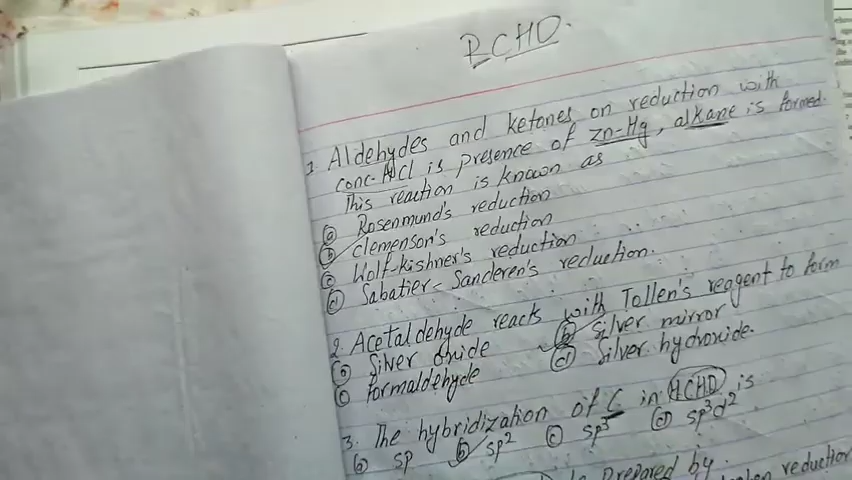 RCHO.
1. Aldehydes and ketones, on reduction with
conc. HCl is presence of Zn-Hg, alkane is formed.
This reaction is known as
(a) Rosenmund's reduction
(b) Clemenson's reduction
(c) Wolf-kishner's reduction
(d) Sabatier-Sanderen's reduction.
2. Acetaldehyde reacts with Tollen's reagent to form
(a) Silver oxide (b) Silver mirror
(c) formaldehyde (d) Silver hydroxide.
3. The hybridization of C in HCHO is
(a) sp (b) sp² (c) sp³ (d) sp³d²
prepared by.
reduction